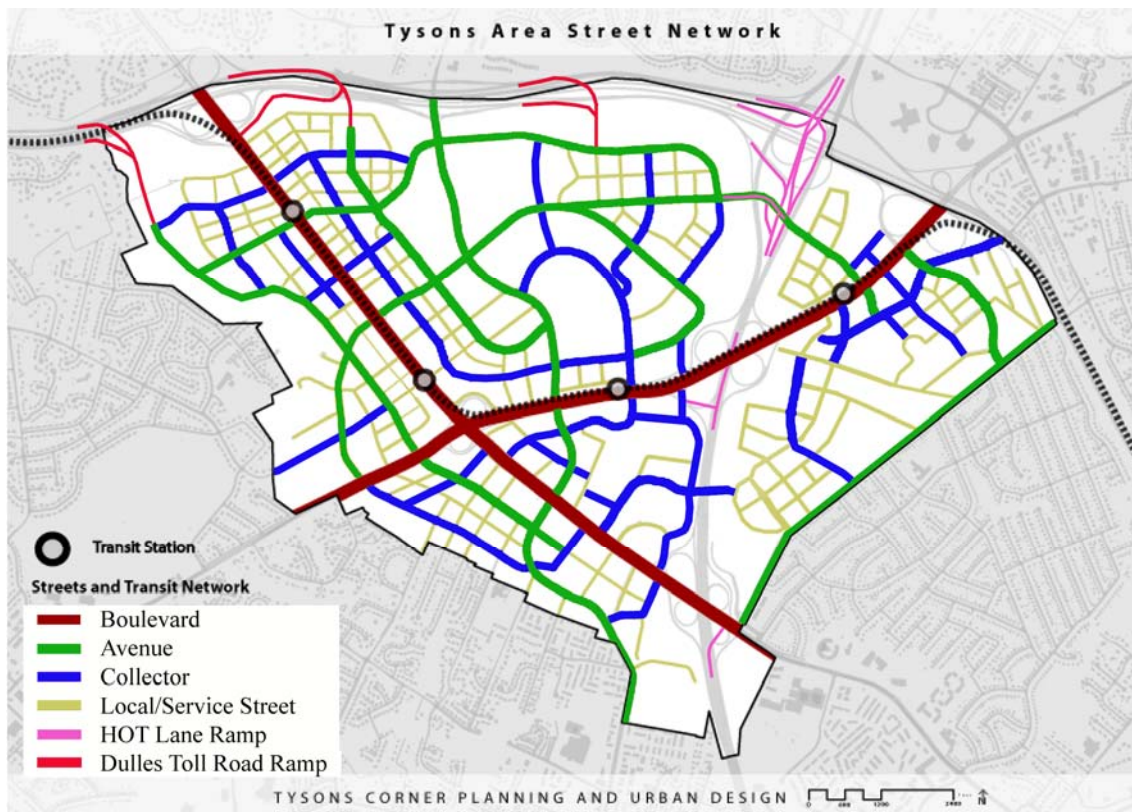 Tysons Area Street Network
Transit Station
Streets and Transit Network
Boulevard
Avenue
Collector
Local/Service Street
HOT Lane Ramp
Dulles Toll Road Ramp
TYSONS CORNER PLANNING AND URBAN DESIGN
N